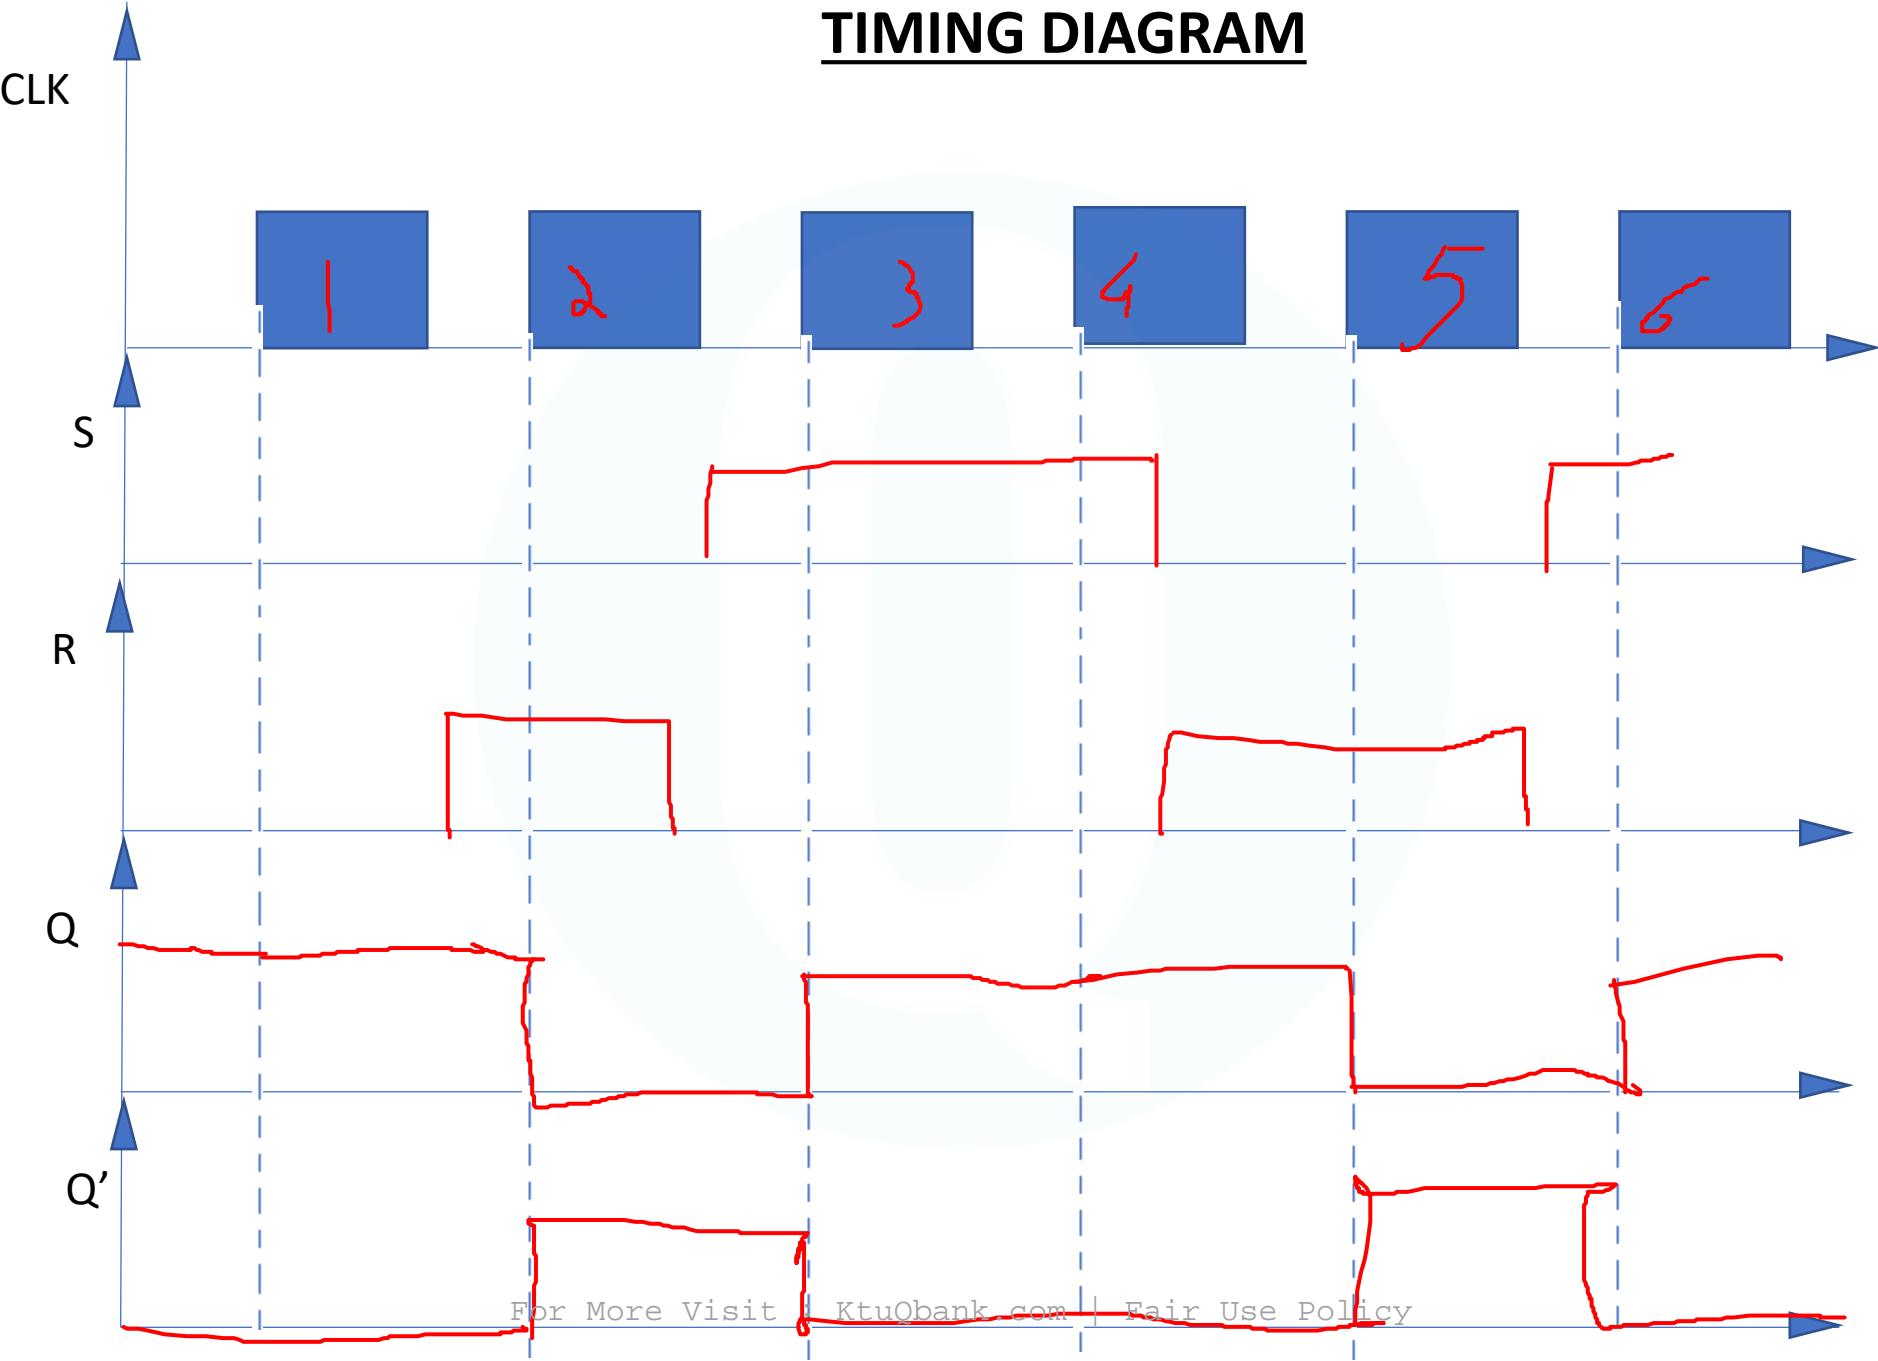 TIMING DIAGRAM
CLK
1 2 3 4 5 6
S
R
Q
Q’
For More Visit : KtuQbank.com | Fair Use Policy